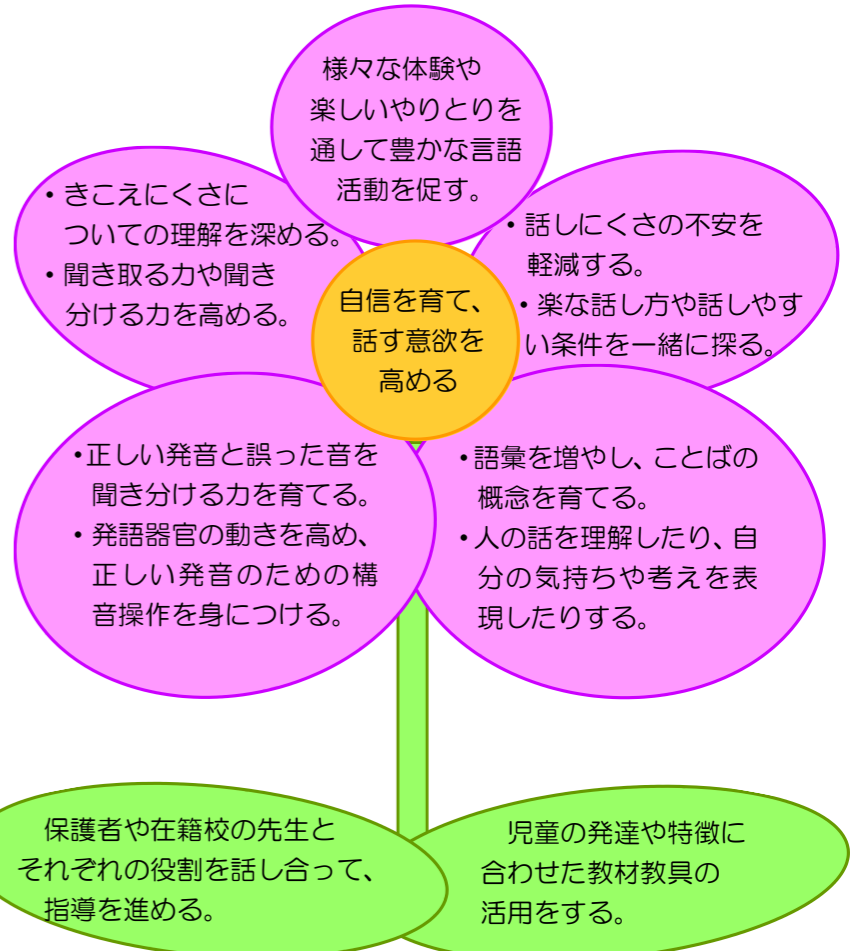 様々な体験や
楽しいやりとりを
通して豊かな言語
活動を促す。
・きこえにくさに
ついての理解を深める。
・聞き取る力や聞き
分ける力を高める。
・話しにくさの不安を
軽減する。
・楽な話し方や話しやす
い条件を一緒に探る。
自信を育て、
話す意欲を
高める
・正しい発音と誤った音を
聞き分ける力を育てる。
・発語器官の動きを高め、
正しい発音のための構
音操作を身につける。
・語彙を増やし、ことばの
概念を育てる。
・人の話を理解したり、自
分の気持ちや考えを表
現したりする。
保護者や在籍校の先生と
それぞれの役割を話し合って、
指導を進める。
児童の発達や特徴に
合わせた教材教具の
活用をする。